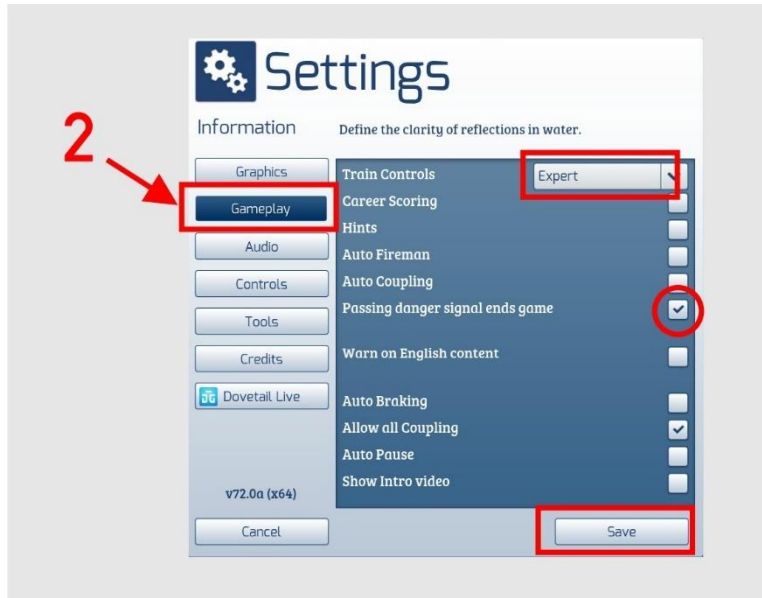 Settings
2
Information
Define the clarity of reflections in water.
Graphics
Train Controls
Expert
Gameplay
Career Scoring
Hints
Audio
Auto Fireman
Controls
Auto Coupling
Passing danger signal ends game
Tools
Credits
Warn on English content
Dovetail Live
Auto Braking
Allow all Coupling
Auto Pause
Show Intro video
v72.0a (x64)
Cancel
Save